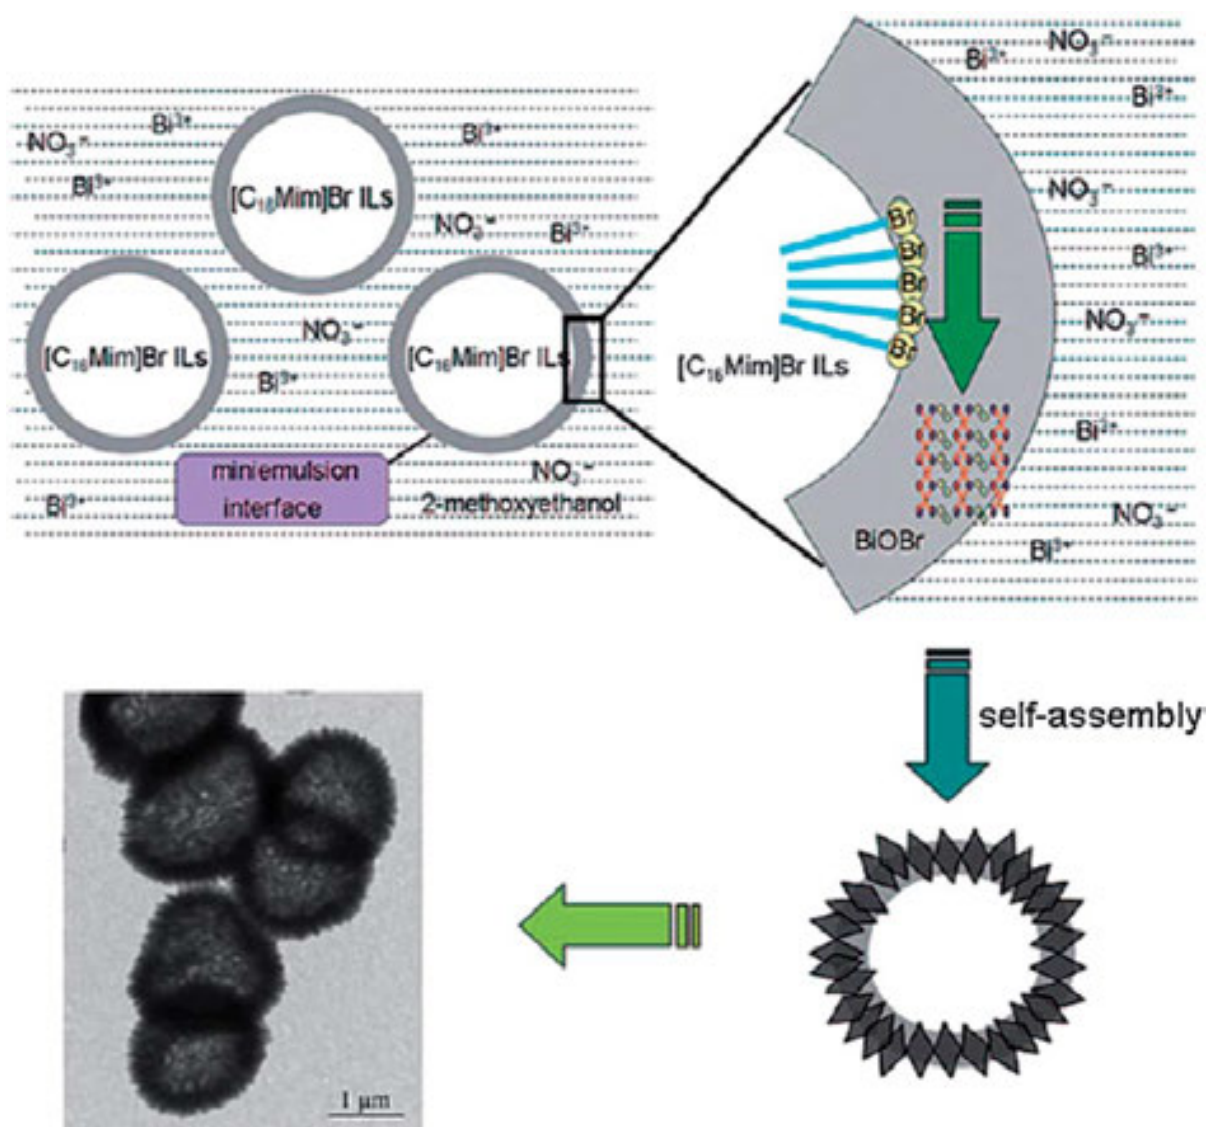 Bi³⁺
NO₃⁻
Bi³⁺
Bi³⁺
[C₁₆Mim]Br ILs
NO₃⁻
Bi³⁺
[C₁₆Mim]Br ILs
NO₃⁻
Bi³⁺
[C₁₆Mim]Br ILs
miniemulsion
interface
NO₃⁻
2-methoxyethanol
Bi³⁺
NO₃⁻
Bi³⁺
Bi³⁺
NO₃⁻
Br
Br
Br
Br
Br
Bi³⁺
NO₃⁻
[C₁₆Mim]Br ILs
Bi³⁺
NO₃⁻
BiOBr
Bi³⁺
self-assembly
1 μm